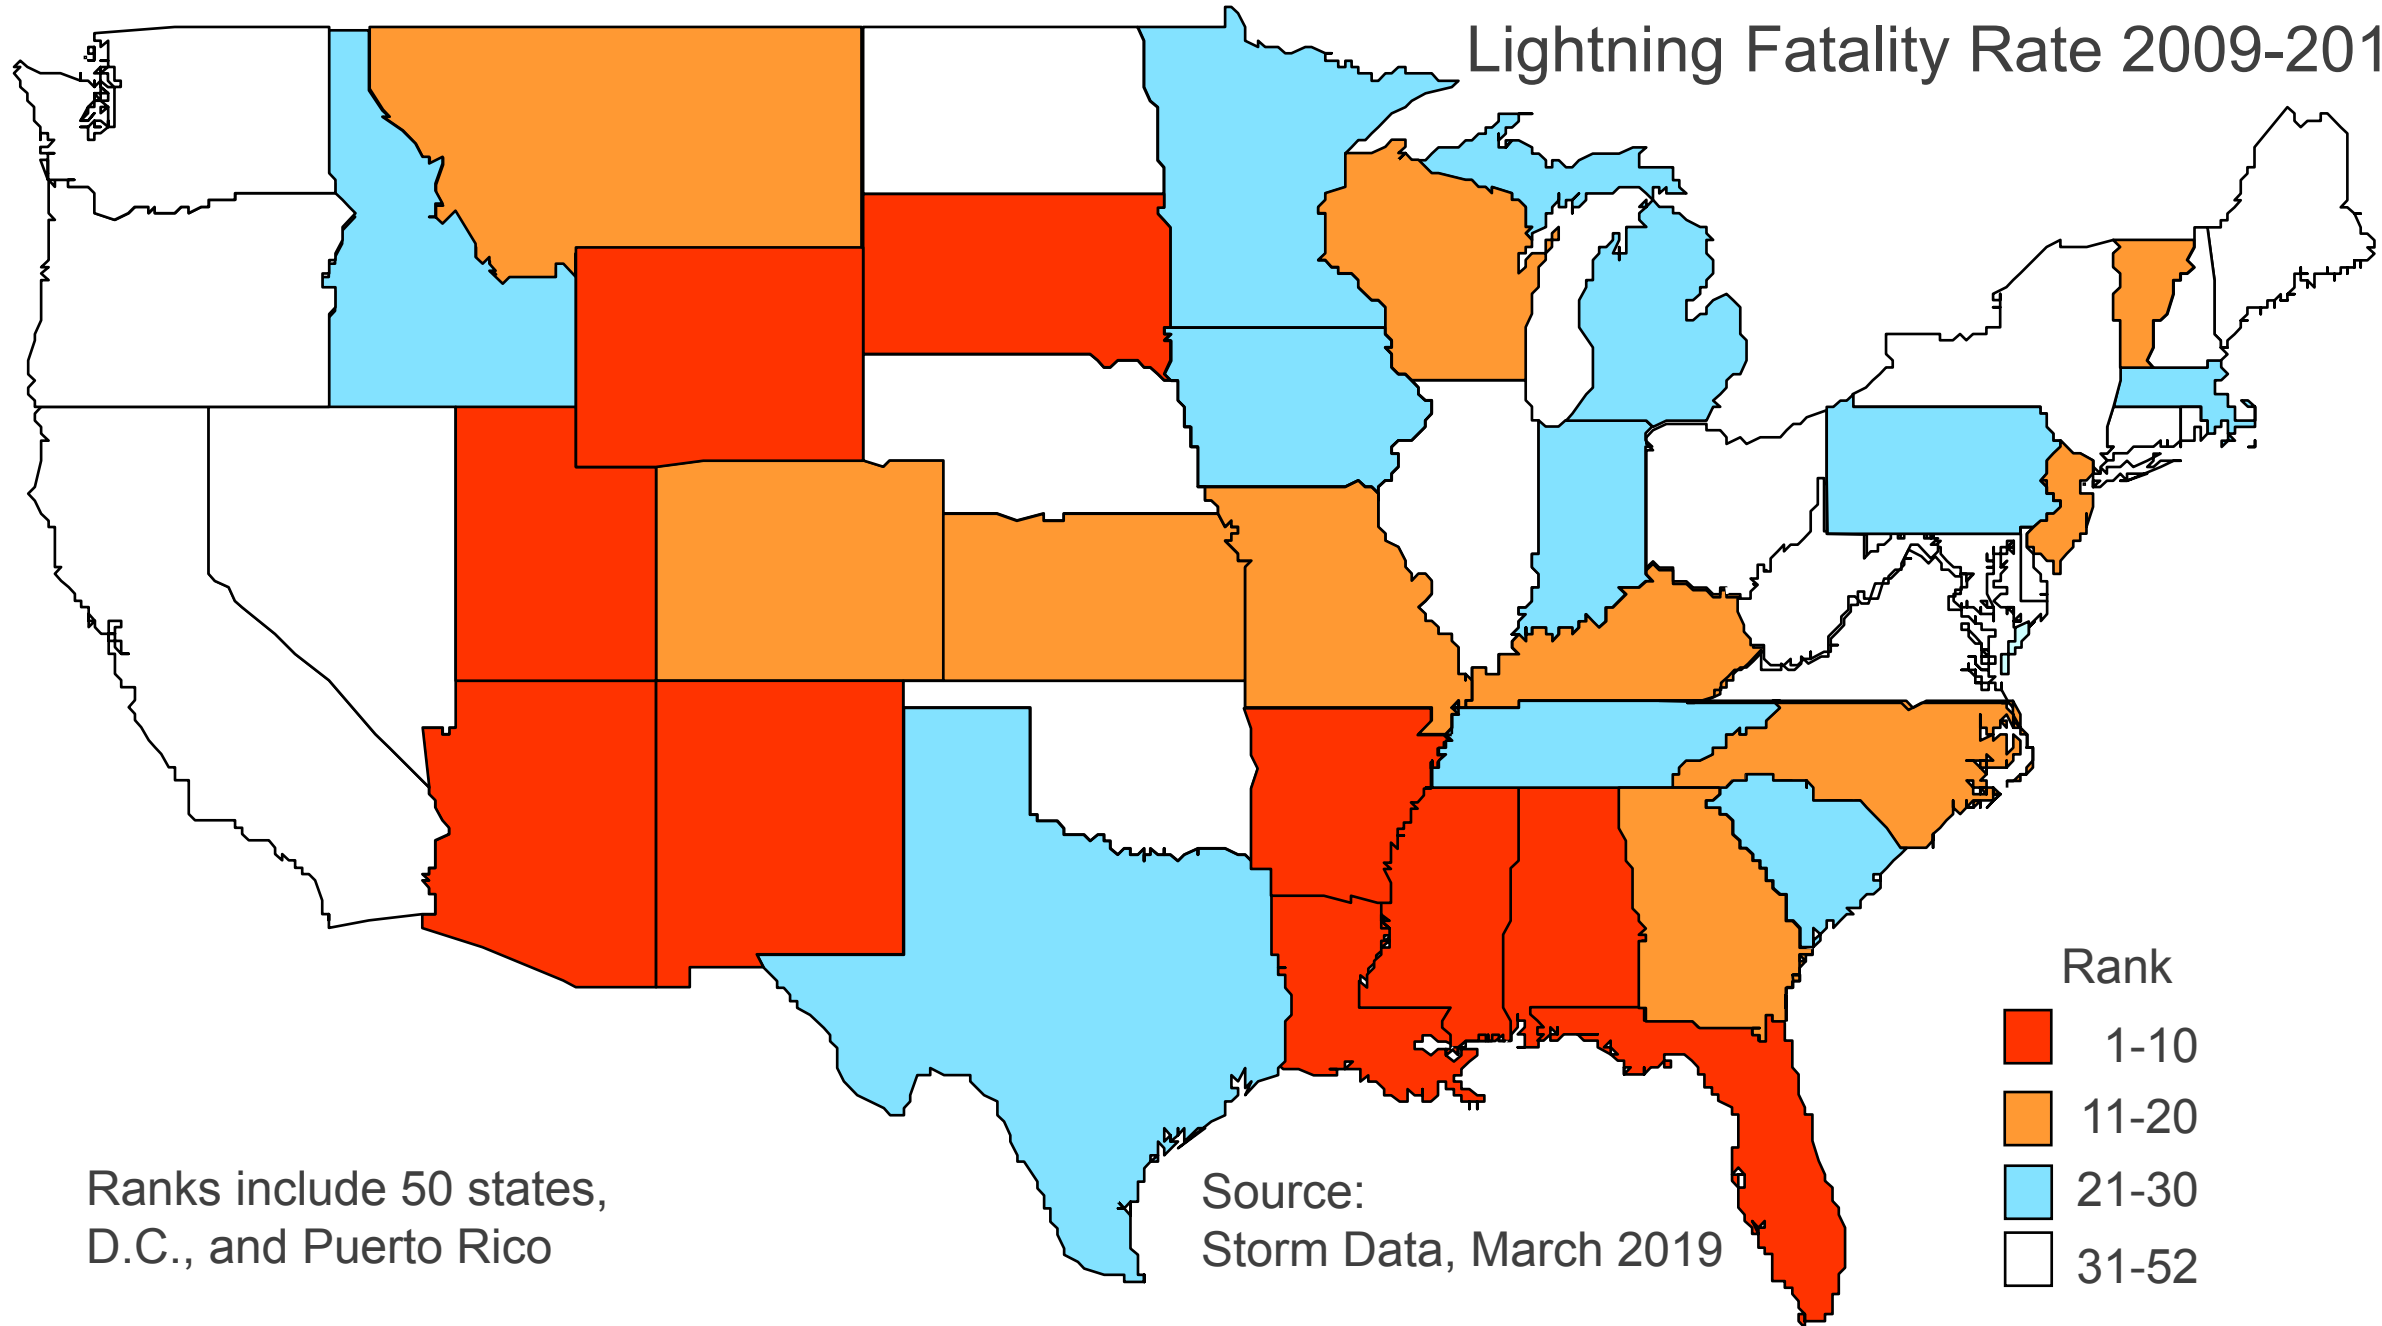 Lightning Fatality Rate 2009-201
Rank
1-10
11-20
21-30
31-52
Ranks include 50 states,
D.C., and Puerto Rico
Source:
Storm Data, March 2019